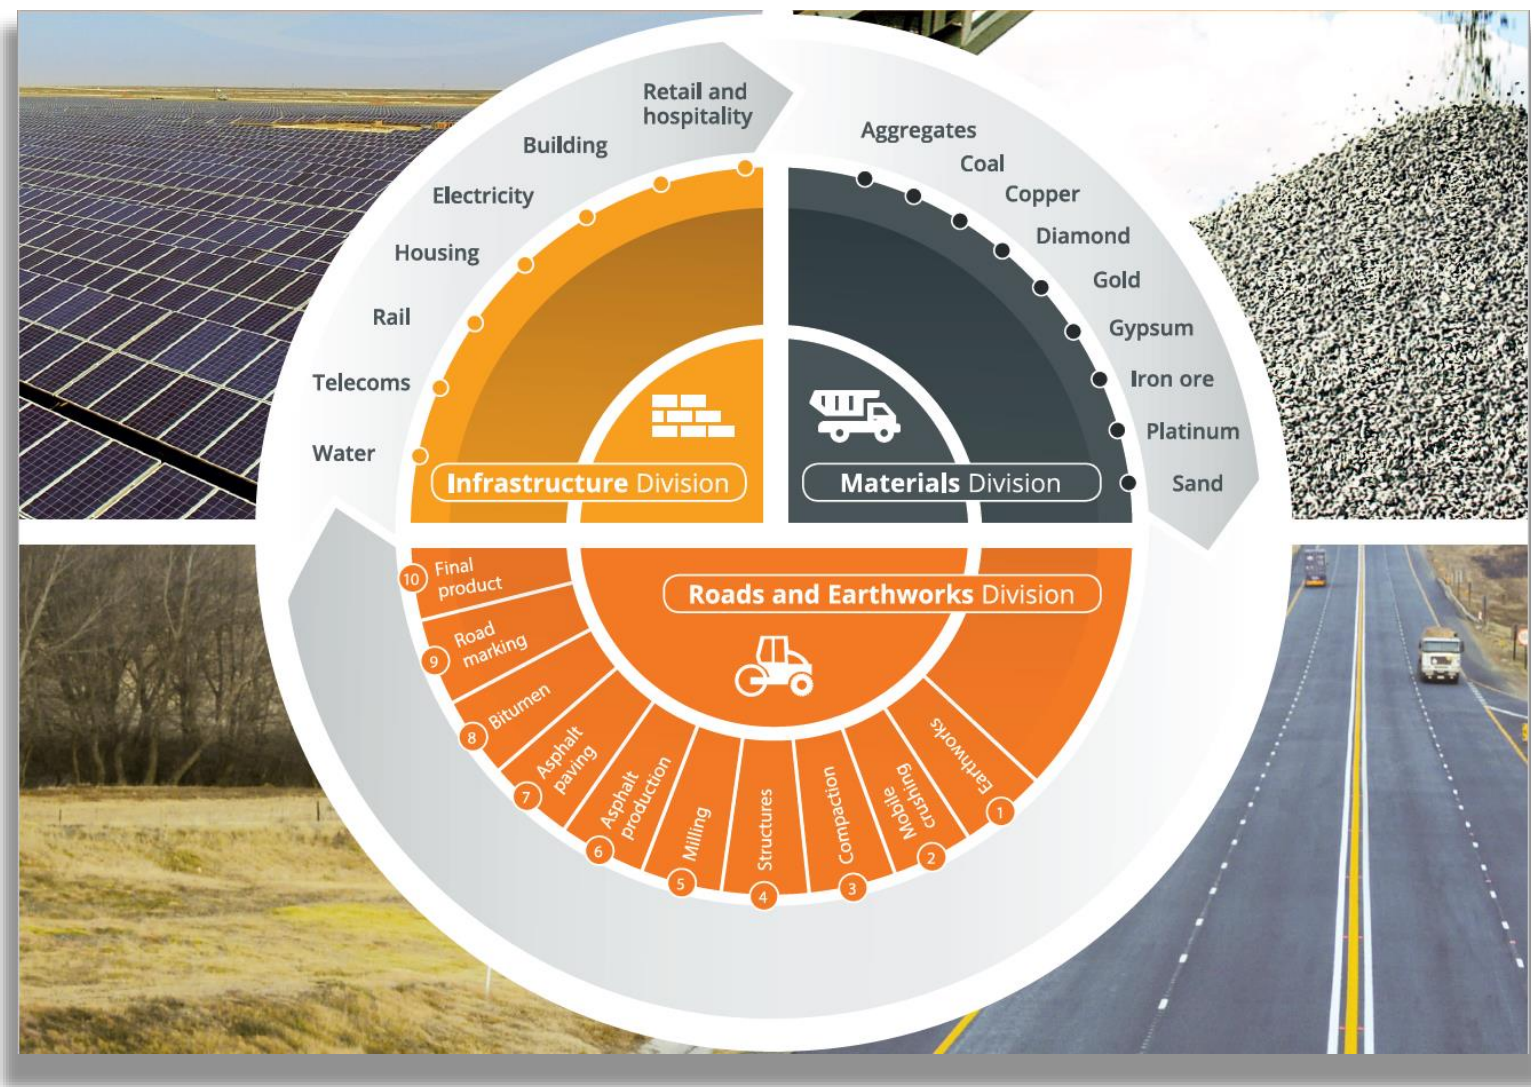 Retail and
hospitality
Building
Electricity
Housing
Rail
Telecoms
Water
Infrastructure Division
Aggregates
Coal
Copper
Diamond
Gold
Gypsum
Iron ore
Platinum
Sand
Materials Division
Roads and Earthworks Division
1
Earthworks
2
Mobile
crushing
3
Compaction
4
Structures
5
Milling
6
Asphalt
production
7
Asphalt
paving
8
Bitumen
9
Road
marking
10
Final
product